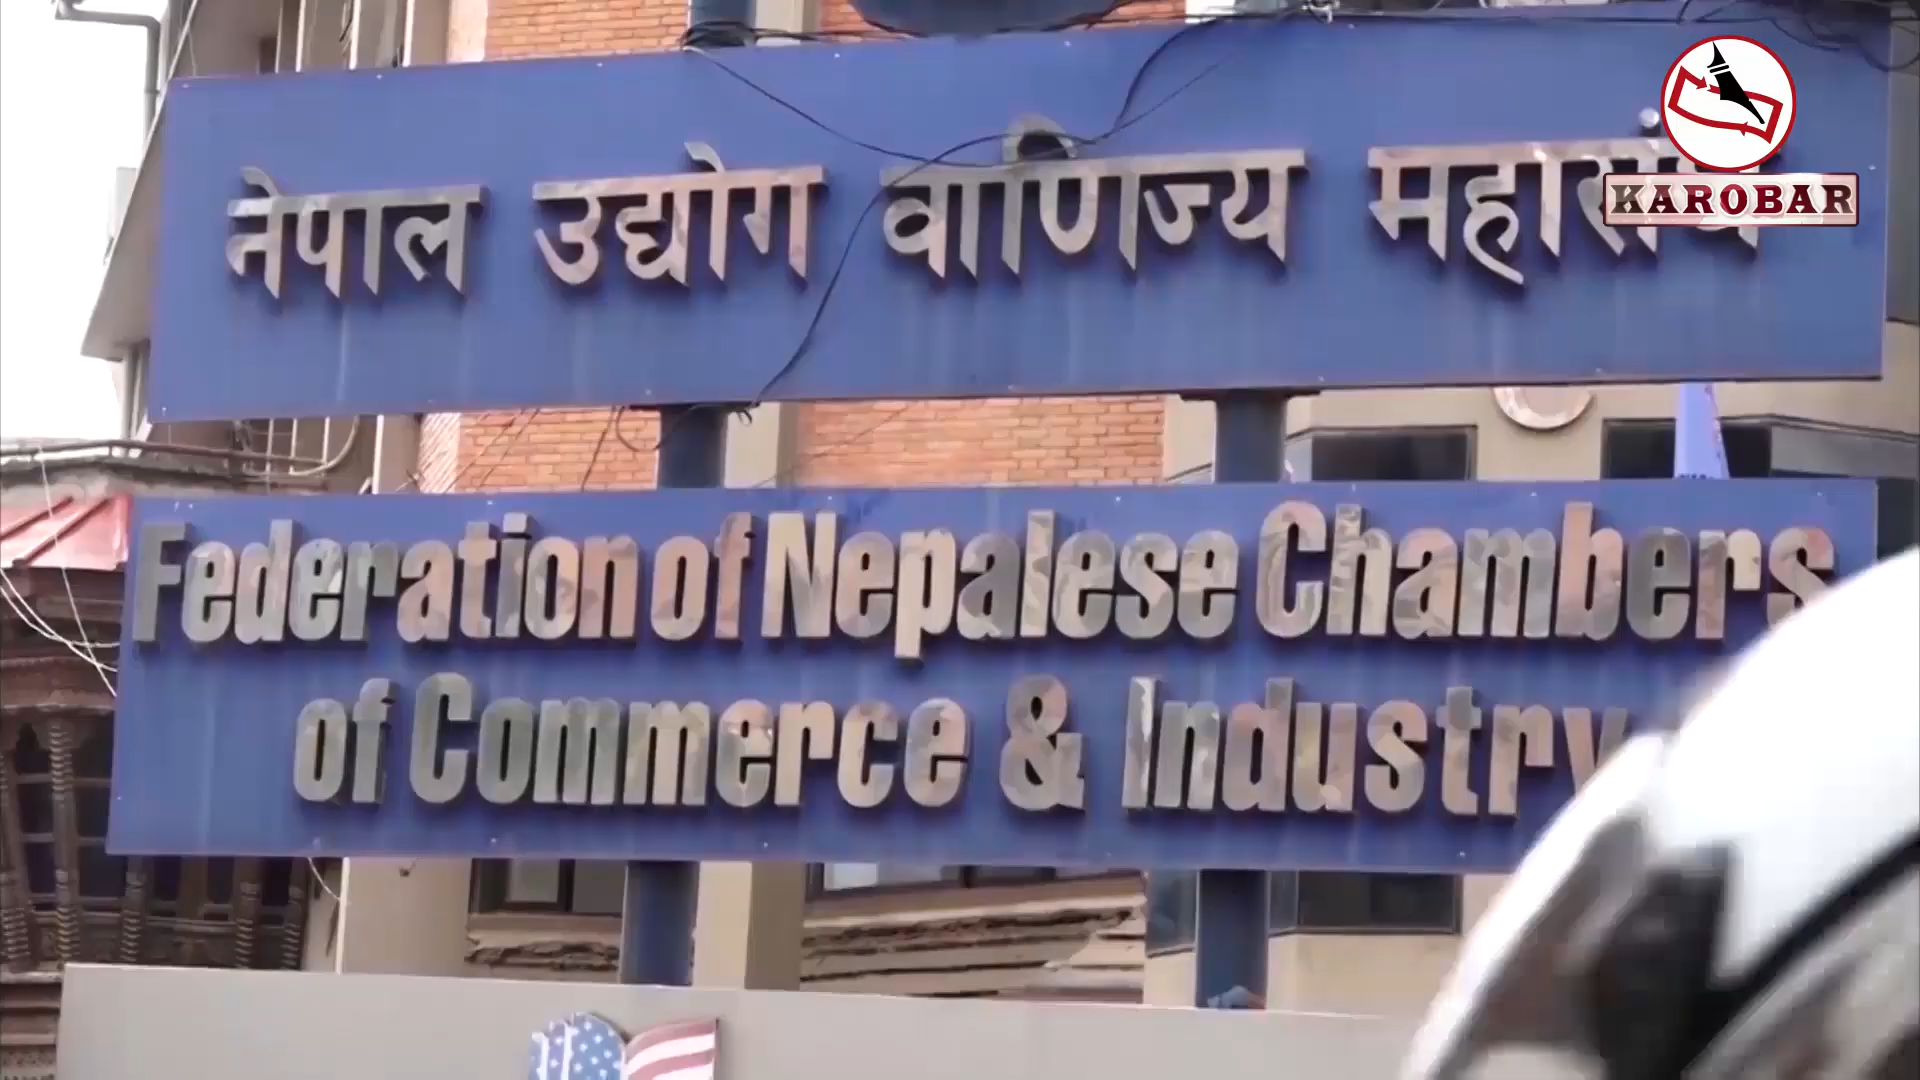 KAROBAR
नेपाल उद्योग वाणिज्य महासंघ
Federation of Nepalese Chambers
of Commerce & Industry